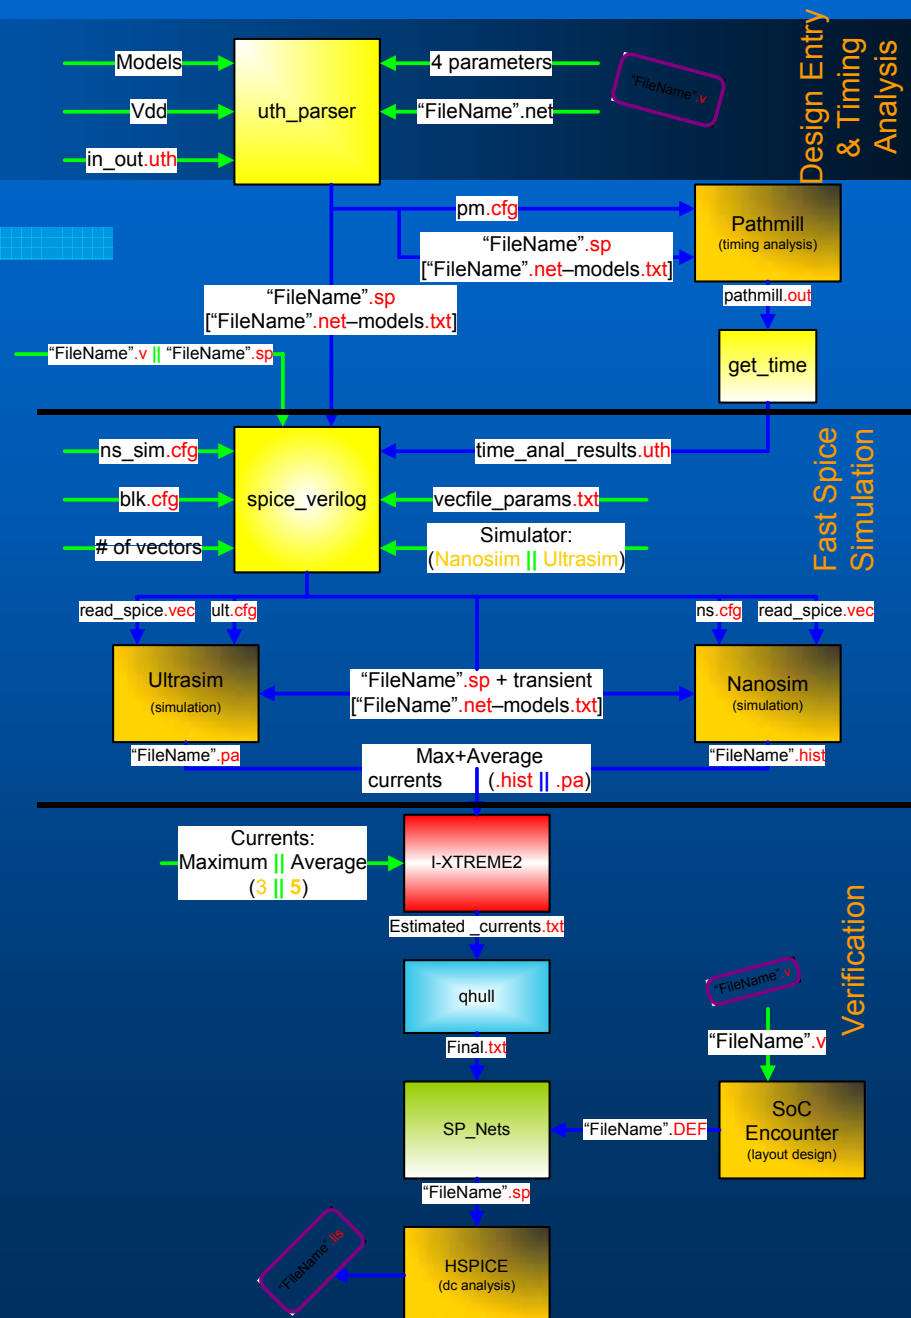 Design Entry
& Timing
Analysis
Models
4 parameters
"FileName".v
Vdd
uth_parser
“FileName”.net
in_out.uth
pm.cfg
Pathmill
(timing analysis)
“FileName”.sp
[“FileName”.net–models.txt]
pathmill.out
“FileName”.sp
[“FileName”.net–models.txt]
“FileName”.v || “FileName”.sp
get_time
Fast Spice
Simulation
ns_sim.cfg
time_anal_results.uth
blk.cfg
spice_verilog
vecfile_params.txt
# of vectors
Simulator:
(Nanosiim || Ultrasim)
read_spice.vec
ult.cfg
ns.cfg
read_spice.vec
Ultrasim
(simulation)
“FileName”.sp + transient
[“FileName”.net–models.txt]
Nanosim
(simulation)
“FileName”.pa
“FileName”.hist
Max+Average
currents (.hist || .pa)
Verification
Currents:
Maximum || Average
(3 || 5)
I-XTREME2
Estimated _currents.txt
qhull
"FileName".v
Final.txt
“FileName”.v
SP_Nets
“FileName”.DEF
SoC
Encounter
(layout design)
“FileName”.sp
"FileName".lis
HSPICE
(dc analysis)